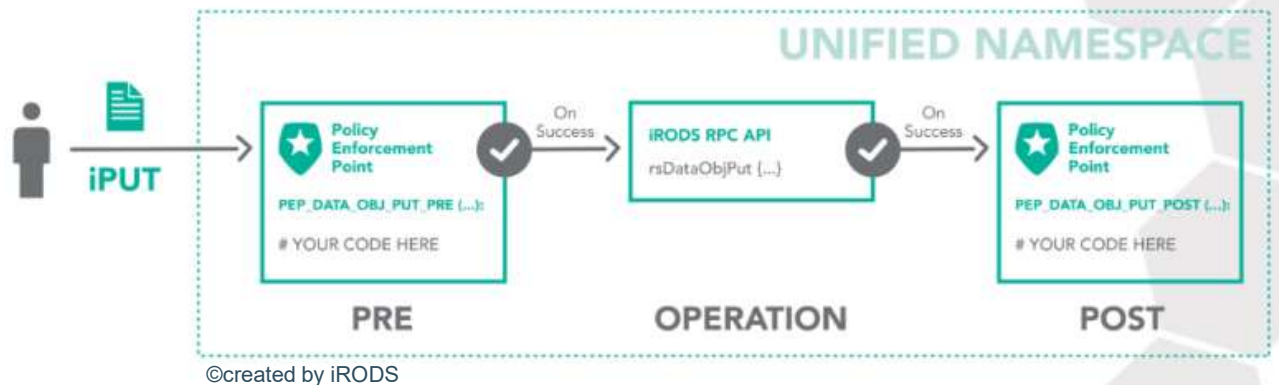 UNIFIED NAMESPACE
iPUT
Policy
Enforcement
Point
PEP_DATA_OBJ_PUT_PRE (...):
# YOUR CODE HERE
On
Success
iRODS RPC API
rsDataObjPut {...}
On
Success
Policy
Enforcement
Point
PEP_DATA_OBJ_PUT_POST (...):
# YOUR CODE HERE
PRE
OPERATION
POST
©created by iRODS